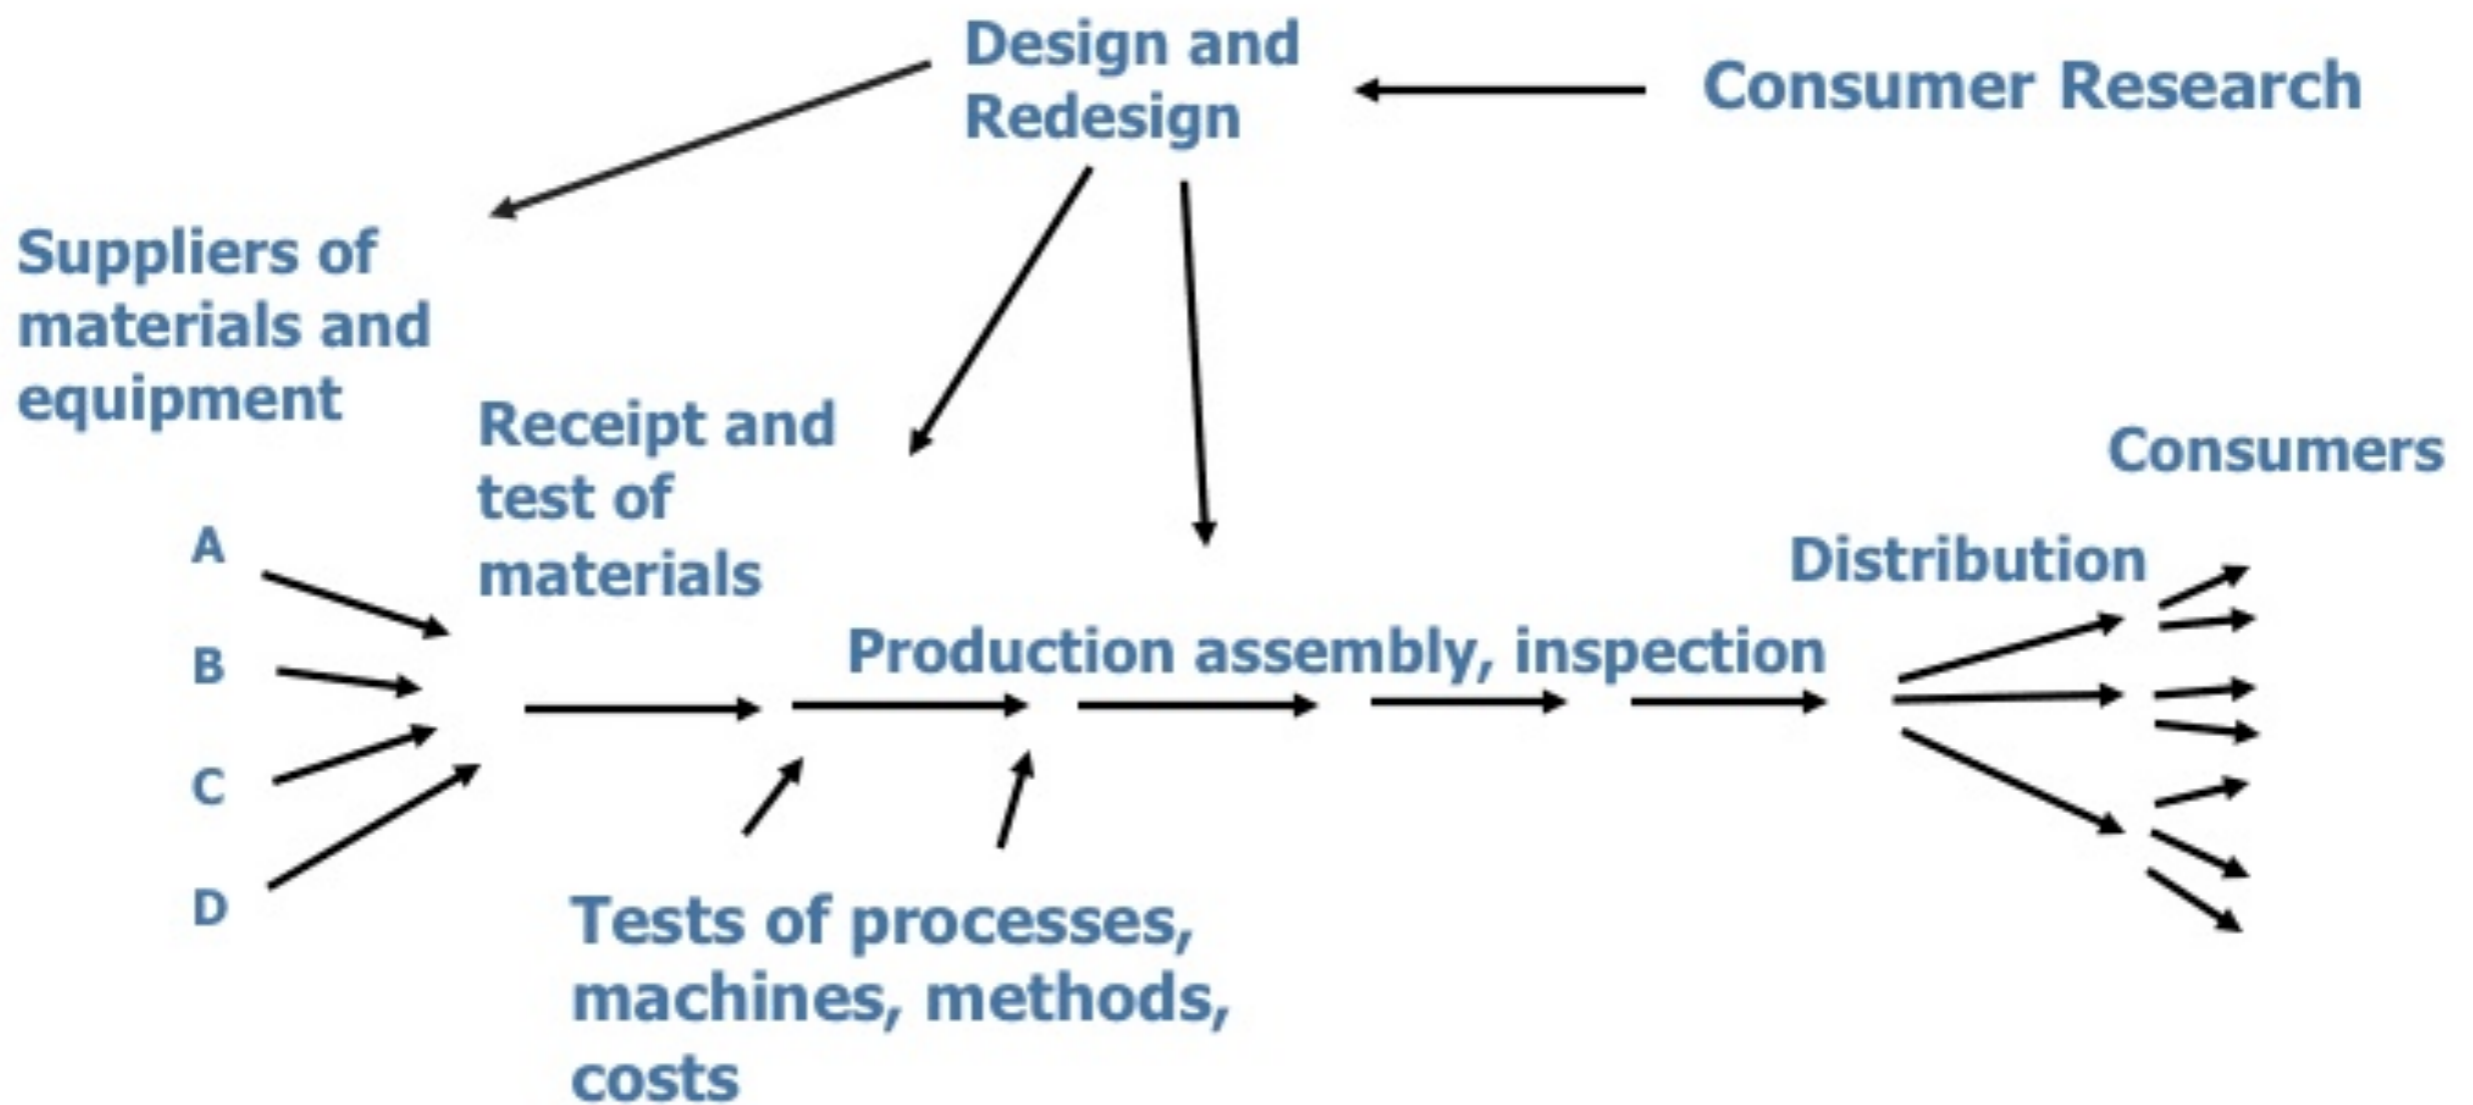 Design and
Redesign
Consumer Research
Suppliers of
materials and
equipment
Receipt and
test of
materials
Consumers
A
Distribution
B
Production assembly, inspection
C
D
Tests of processes,
machines, methods,
costs